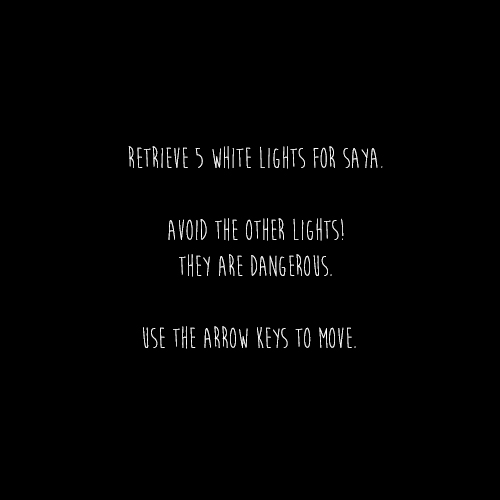 RETRIEVE 5 WHITE LIGHTS FOR SAYA.
AVOID THE OTHER LIGHTS!
THEY ARE DANGEROUS.
USE THE ARROW KEYS TO MOVE.